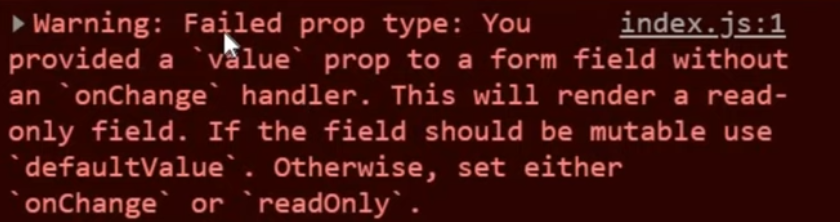 ▶Warning: Failed prop type: You index.js:1
provided a `value` prop to a form field without
an `onChange` handler. This will render a read-
only field. If the field should be mutable use
`defaultValue`. Otherwise, set either
`onChange` or `readOnly`.